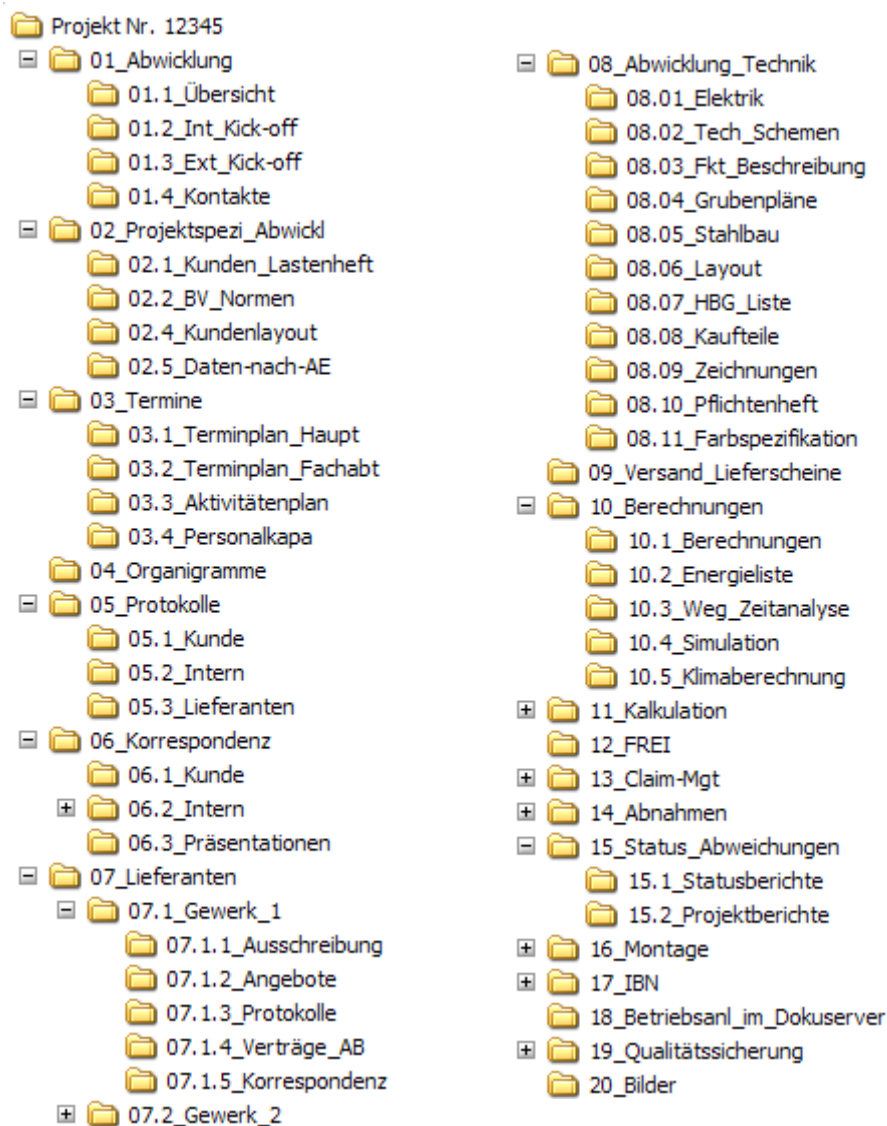 Projekt Nr. 12345
01_Abwicklung
01.1_Übersicht
01.2_Int_Kick-off
01.3_Ext_Kick-off
01.4_Kontakte
02_Projektspezi_Abwickl
02.1_Kunden_Lastenheft
02.2_BV_Normen
02.4_Kundenlayout
02.5_Daten-nach-AE
03_Termine
03.1_Terminplan_Haupt
03.2_Terminplan_Fachabt
03.3_Aktivitätenplan
03.4_Personalkapa
04_Organigramme
05_Protokolle
05.1_Kunde
05.2_Intern
05.3_Lieferanten
06_Korrespondenz
06.1_Kunde
06.2_Intern
06.3_Präsentationen
07_Lieferanten
07.1_Gewerk_1
07.1.1_Ausschreibung
07.1.2_Angebote
07.1.3_Protokolle
07.1.4_Verträge_AB
07.1.5_Korrespondenz
07.2_Gewerk_2
08_Abwicklung_Technik
08.01_Elektrik
08.02_Tech_Schemen
08.03_Fkt_Beschreibung
08.04_Grubenpläne
08.05_Stahlbau
08.06_Layout
08.07_HBG_Liste
08.08_Kaufteile
08.09_Zeichnungen
08.10_Pflichtenheft
08.11_Farbspezifikation
09_Versand_Lieferscheine
10_Berechnungen
10.1_Berechnungen
10.2_Energieliste
10.3_Weg_Zeitanalyse
10.4_Simulation
10.5_Klimaberechnung
11_Kalkulation
12_FREI
13_Claim-Mgt
14_Abnahmen
15_Status_Abweichungen
15.1_Statusberichte
15.2_Projektberichte
16_Montage
17_IBN
18_Betriebsanl_im_Dokuserver
19_Qualitätssicherung
20_Bilder